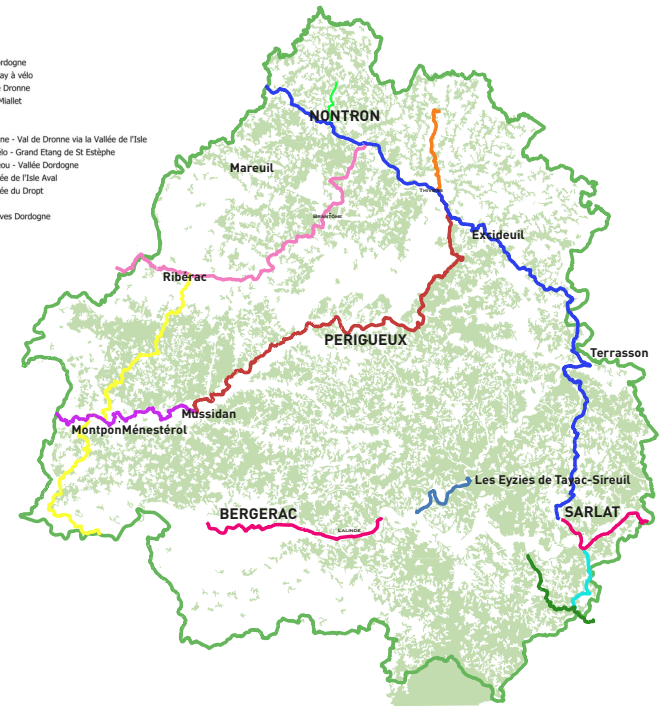 ordogne
ay à vélo
e Dronne
Miallet
ne - Val de Dronne via la Vallée de l'Isle
élo - Grand Etang de St Estèphe
ou - Vallée Dordogne
ée de l'Isle Aval
ée du Dropt
ves Dordogne
NONTRON
Mareuil
THIVIERS
BRANTOME
Excideuil
Ribérac
PERIGUEUX
Terrasson
Mussidan
MontponMénestérol
Les Eyzies de Tayac-Sireuil
BERGERAC
SARLAT
LALINDE